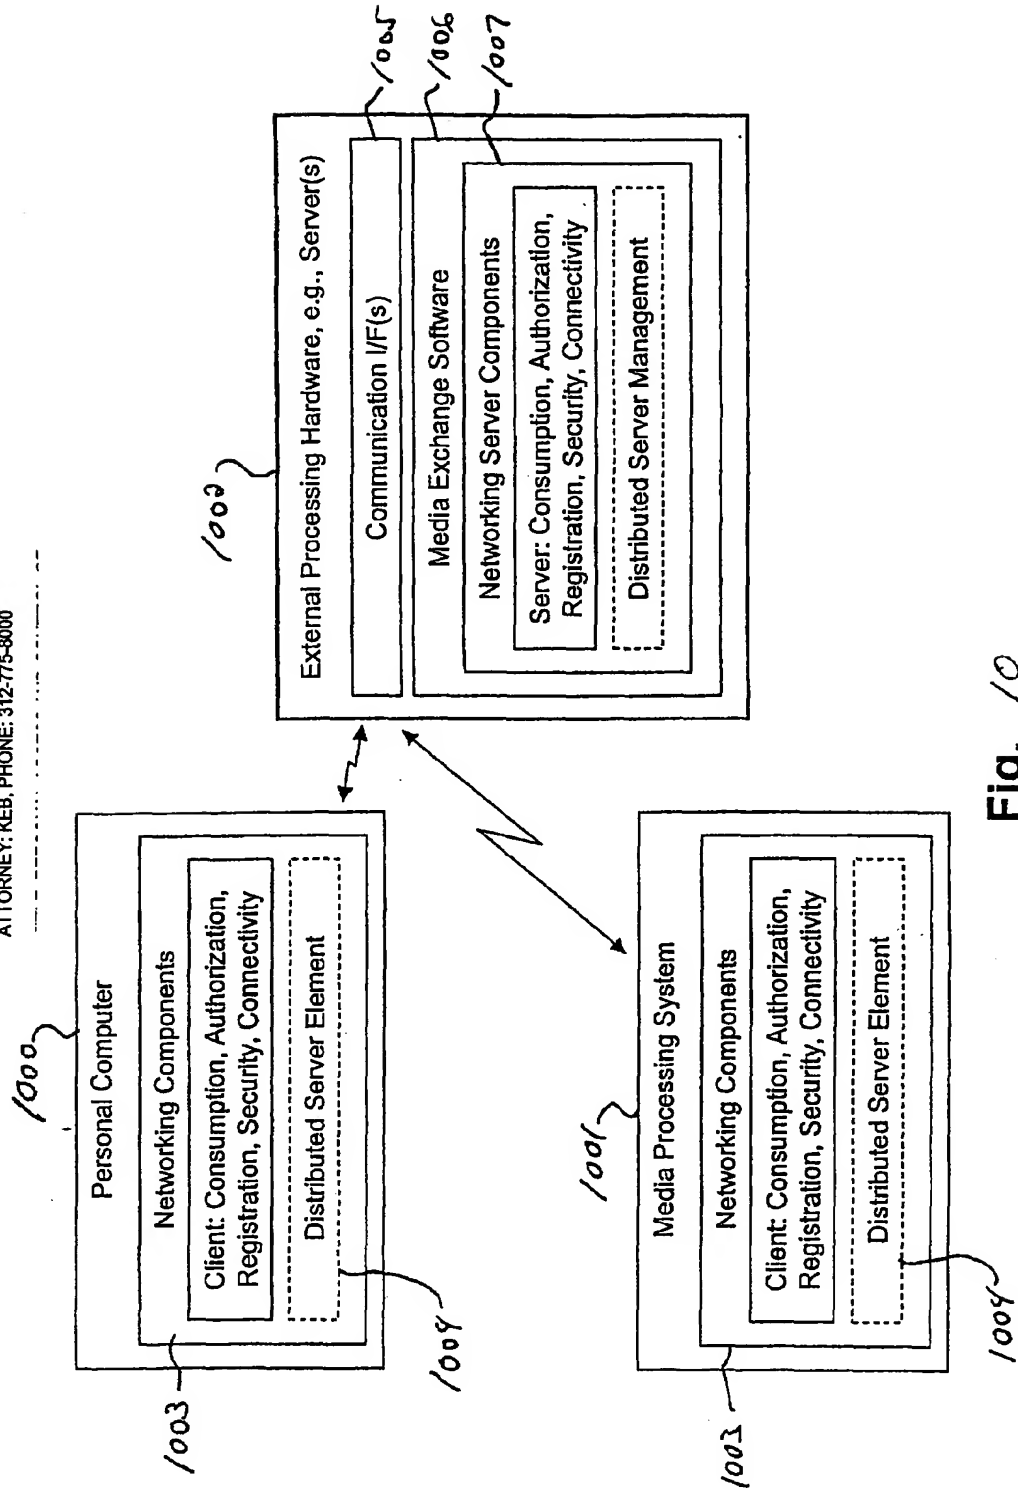 ATTORNEY: KEB, PHONE: 312-775-8000
1000
Personal Computer
Networking Components
Client: Consumption, Authorization,
Registration, Security, Connectivity
Distributed Server Element
1003
1004
1001
Media Processing System
Networking Components
Client: Consumption, Authorization,
Registration, Security, Connectivity
Distributed Server Element
1003
1004
1002
External Processing Hardware, e.g., Server(s)
Communication I/F(s)
Media Exchange Software
Networking Server Components
Server: Consumption, Authorization,
Registration, Security, Connectivity
Distributed Server Management
1005
1006
1007
Fig. 10